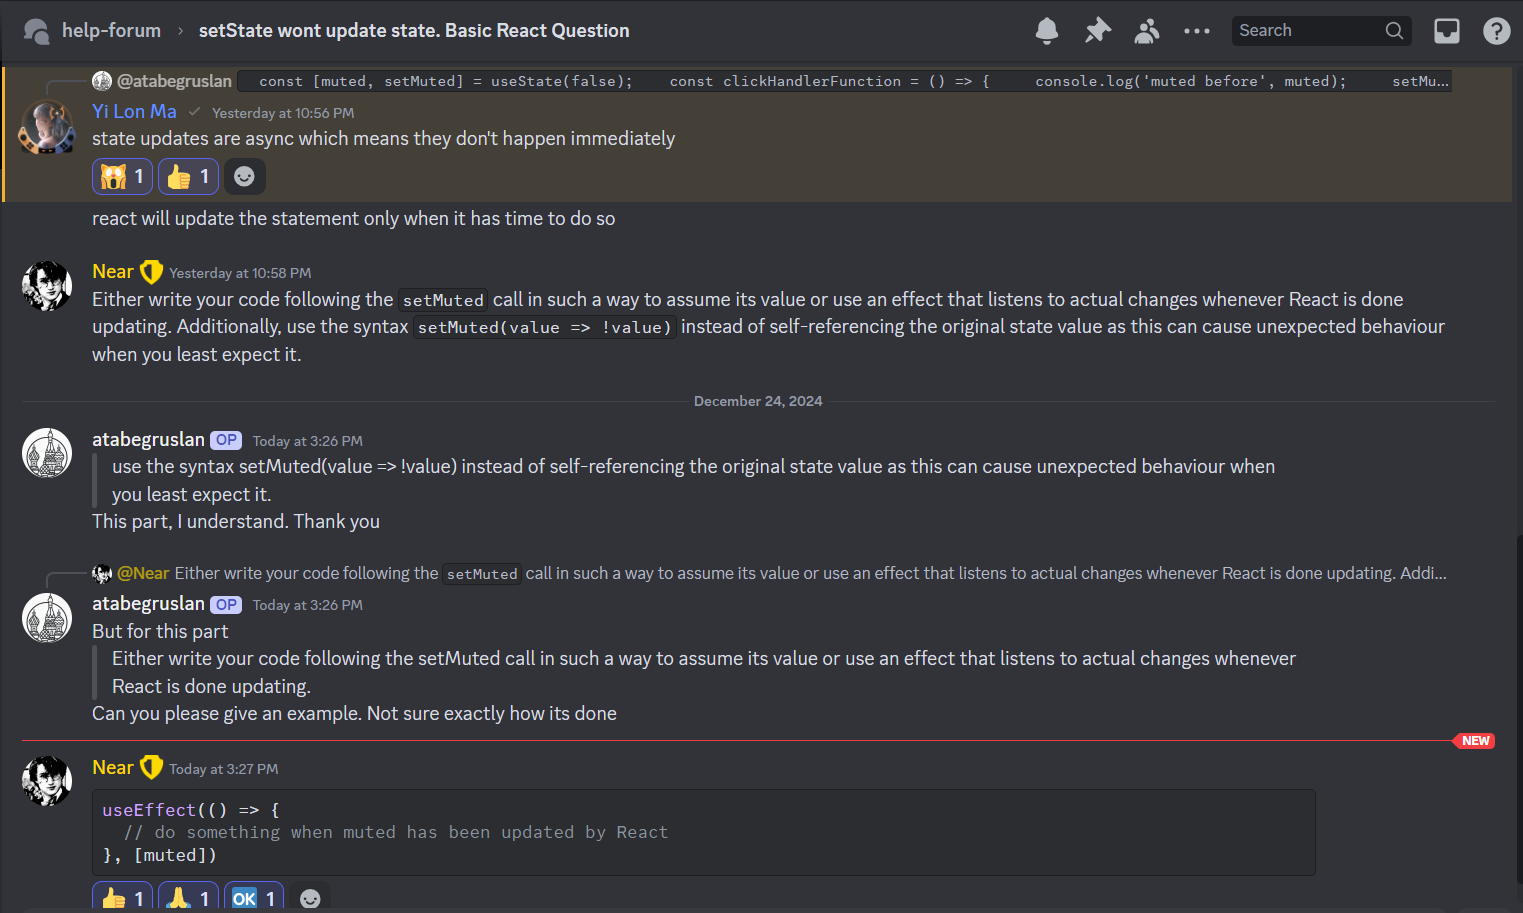 help-forum › setState wont update state. Basic React Question
Search
@atabegruslan const [muted, setMuted] = useState(false); const clickHandlerFunction = () => { console.log('muted before', muted); setMu...
Yi Lon Ma Yesterday at 10:56 PM
state updates are async which means they don't happen immediately
1 1
react will update the statement only when it has time to do so
Near Yesterday at 10:58 PM
Either write your code following the setMuted call in such a way to assume its value or use an effect that listens to actual changes whenever React is done
updating. Additionally, use the syntax setMuted(value => !value) instead of self-referencing the original state value as this can cause unexpected behaviour
when you least expect it.
December 24, 2024
atabegruslan OP Today at 3:26 PM
use the syntax setMuted(value => !value) instead of self-referencing the original state value as this can cause unexpected behaviour when
you least expect it.
This part, I understand. Thank you
@Near Either write your code following the setMuted call in such a way to assume its value or use an effect that listens to actual changes whenever React is done updating. Addi...
atabegruslan OP Today at 3:26 PM
But for this part
Either write your code following the setMuted call in such a way to assume its value or use an effect that listens to actual changes whenever
React is done updating.
Can you please give an example. Not sure exactly how its done
NEW
Near Today at 3:27 PM
useEffect(() => {
// do something when muted has been updated by React
}, [muted])
1 1 OK 1